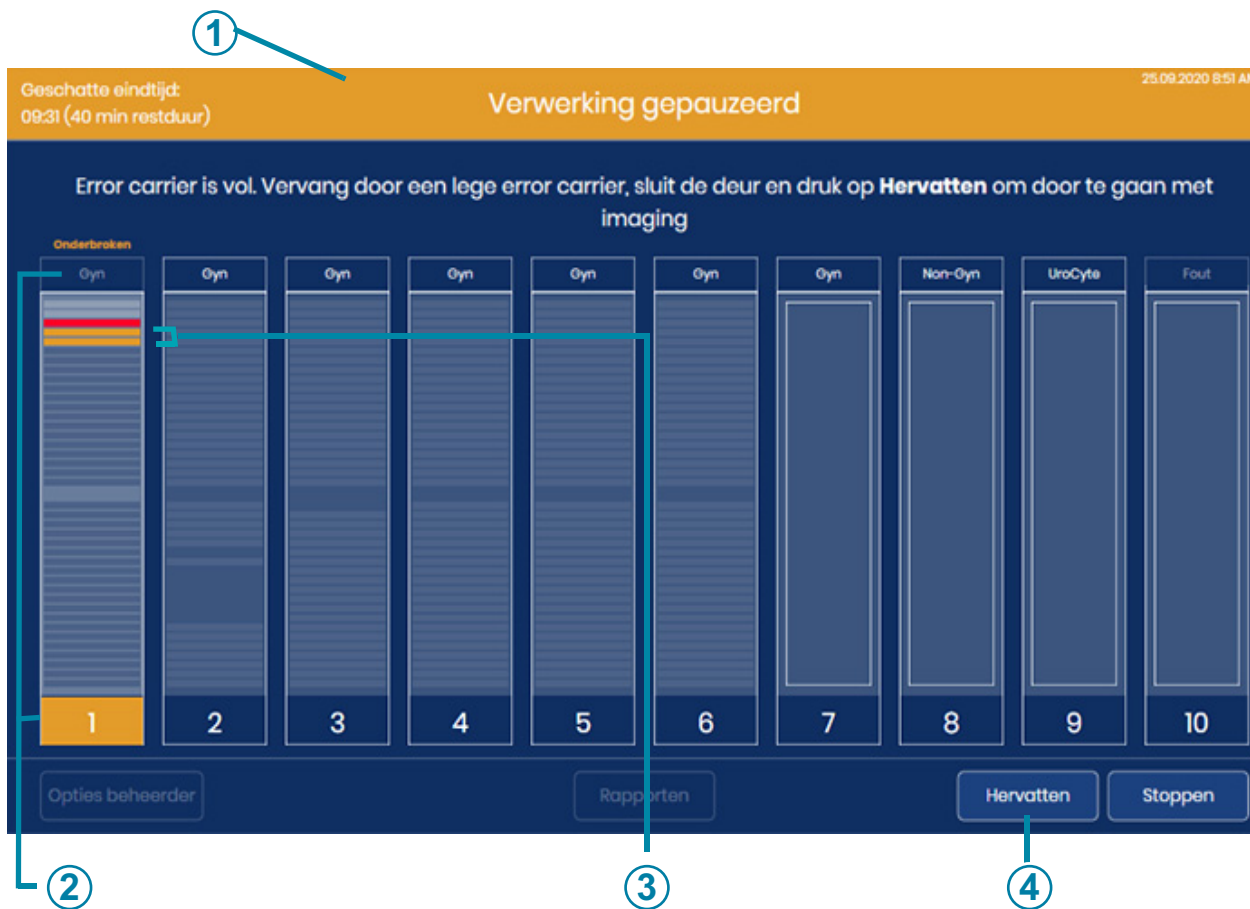 1
Geschatte eindtijd:
09:31 (40 min restduur)
Verwerking gepauzeerd
25.09.2020 8:51 AM
Error carrier is vol. Vervang door een lege error carrier, sluit de deur en druk op Hervatten om door te gaan met
imaging
Onderbroken
Gyn Gyn Gyn Gyn Gyn Gyn Gyn Non-Gyn UroCyte Fout
1 2 3 4 5 6 7 8 9 10
Opties beheerder Rapporten Hervatten Stoppen
2 3 4